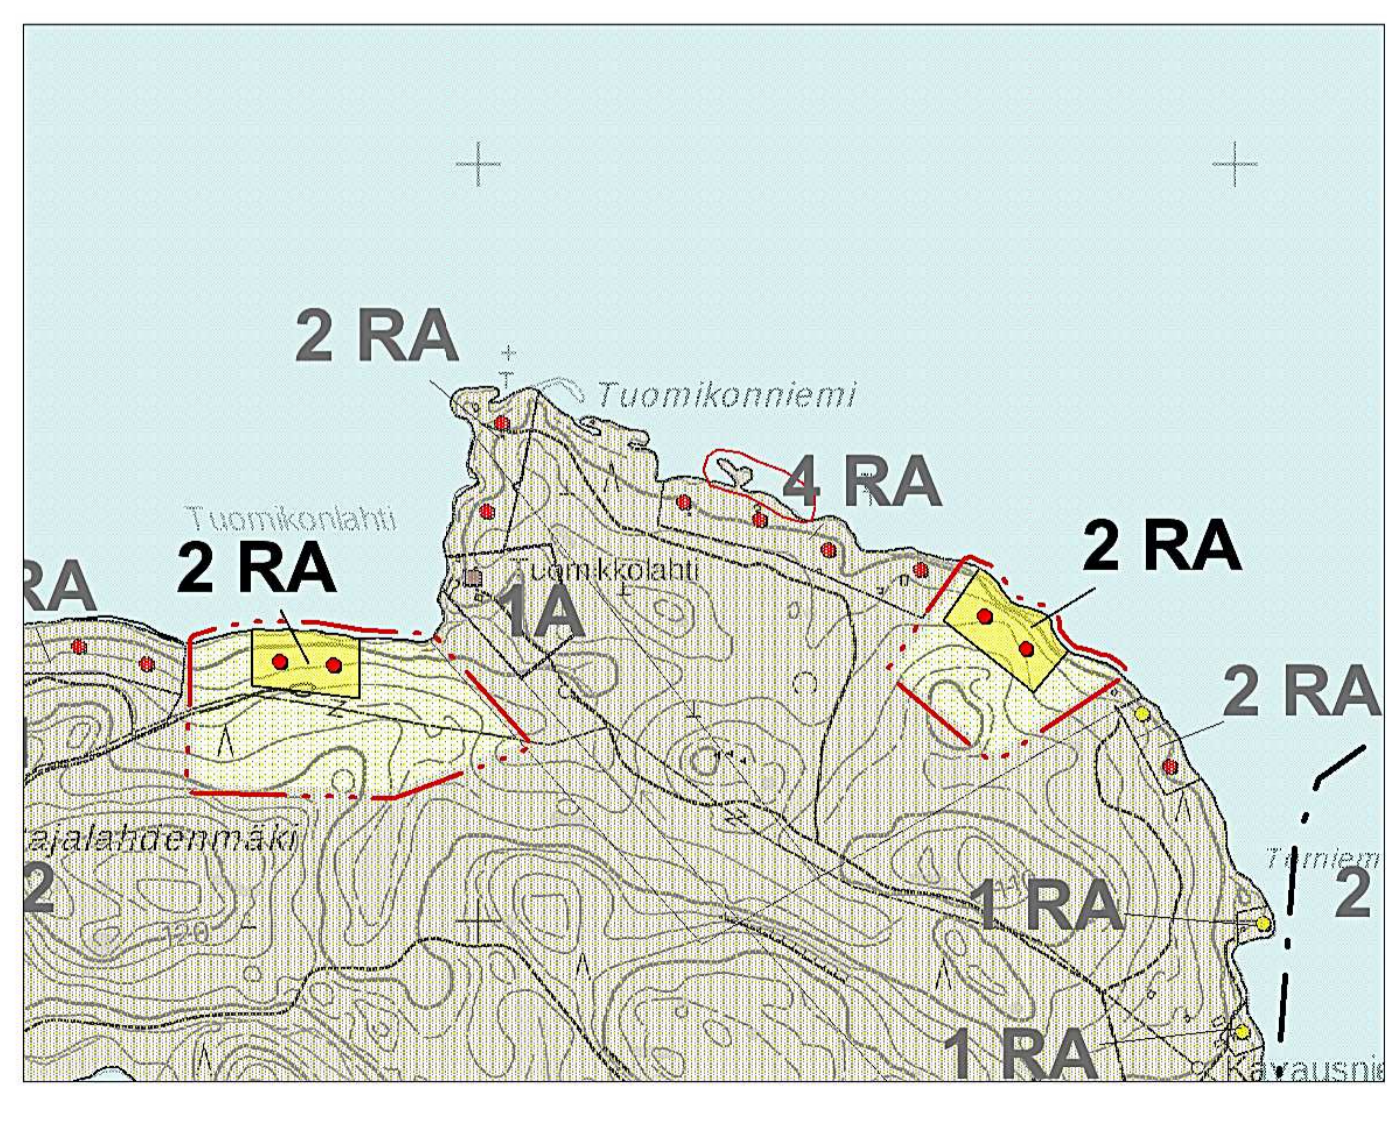 2 RA
Tuomikonniemi
4 RA
Tuomikonlahti
2 RA
2 RA
RA
Tuomikkolahti
1A
2 RA
ajalahdenmäki
2
1 RA
2
120
1 RA